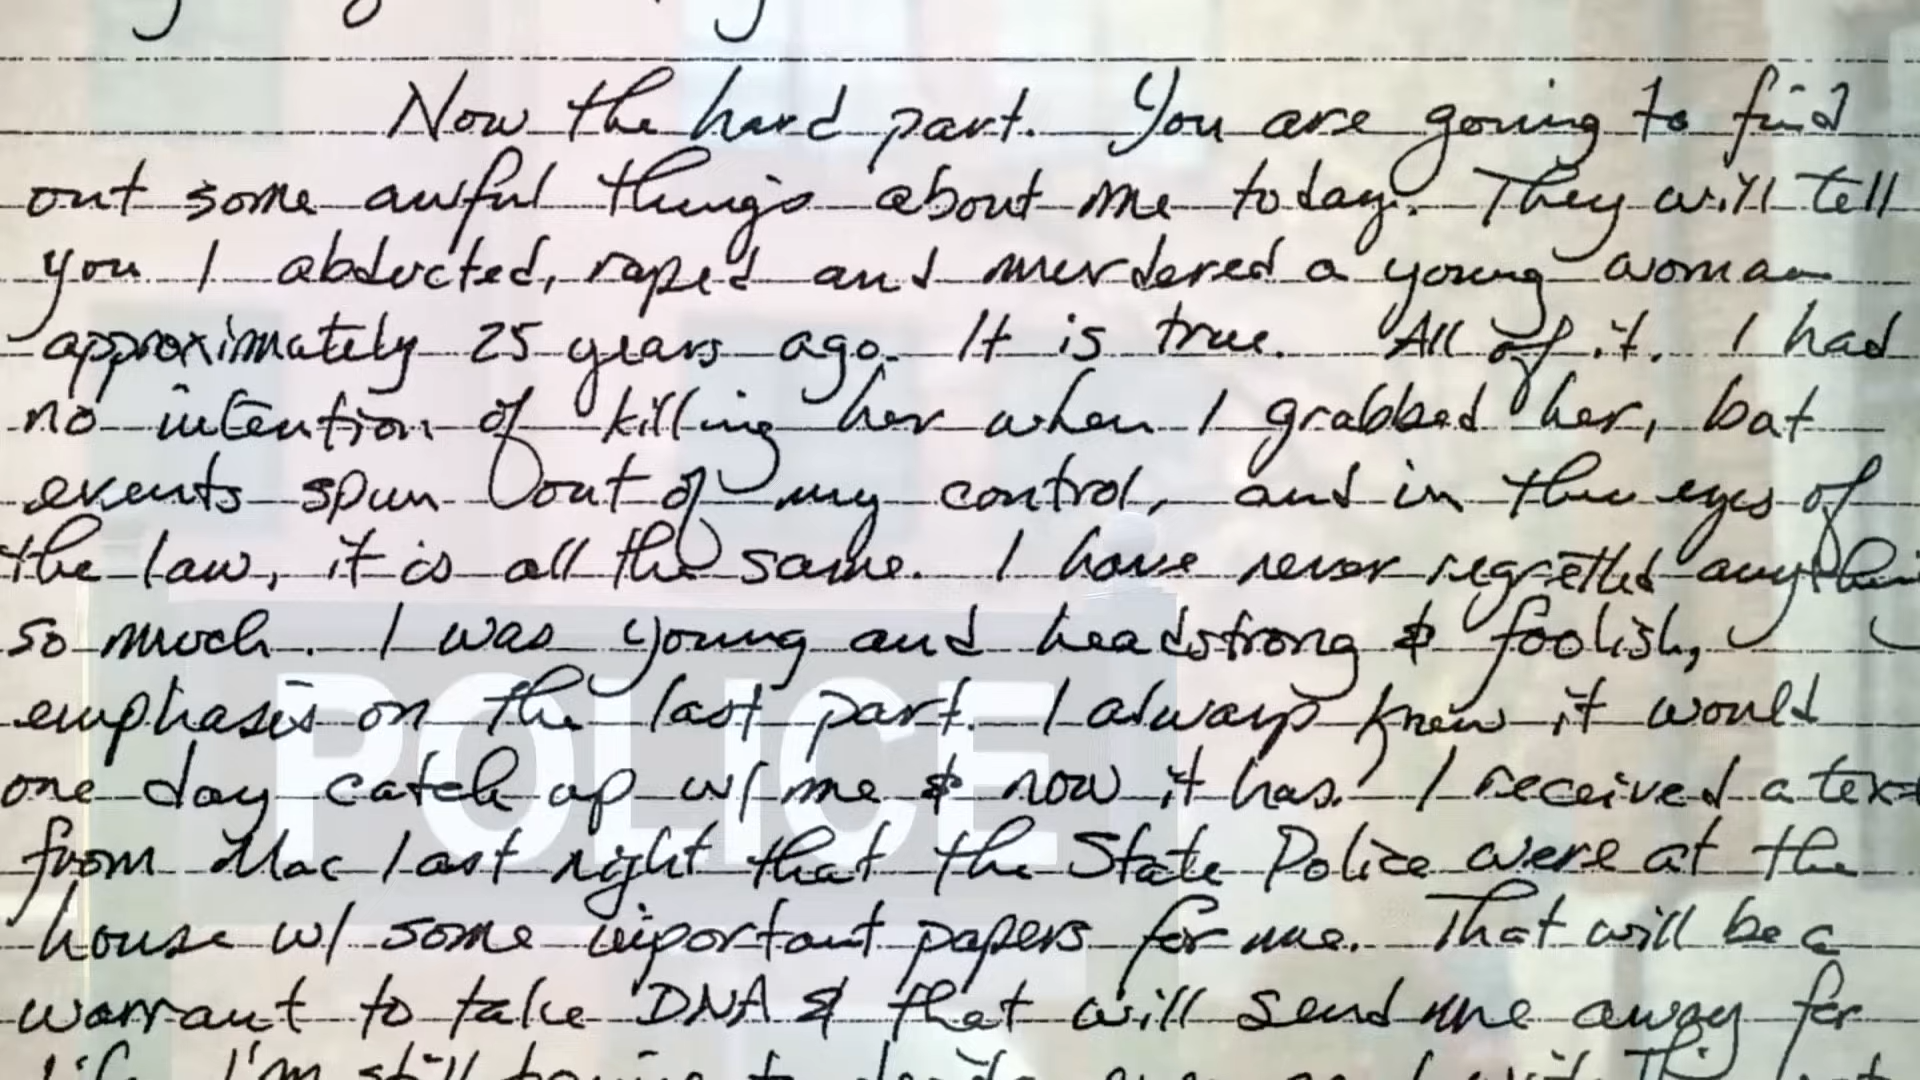 Now the hard part. You are going to find
out some awful things about me today. They will tell
you I abducted, raped and murdered a young woman
approximately 25 years ago. It is true. All of it. I had
no intention of killing her when I grabbed her, but
events spun out of my control, and in the eyes of
the law, it is all the same. I have never regretted
so much. I was young and headstrong & foolish,
emphasis on the last part. I always knew it would
one day catch up w/ me & now it has. I received a text
from Mac last night that the State Police were at the
house w/ some important papers for me. That will be a
warrant to take DNA & that will send me away for
I'm still trying to
POLICE